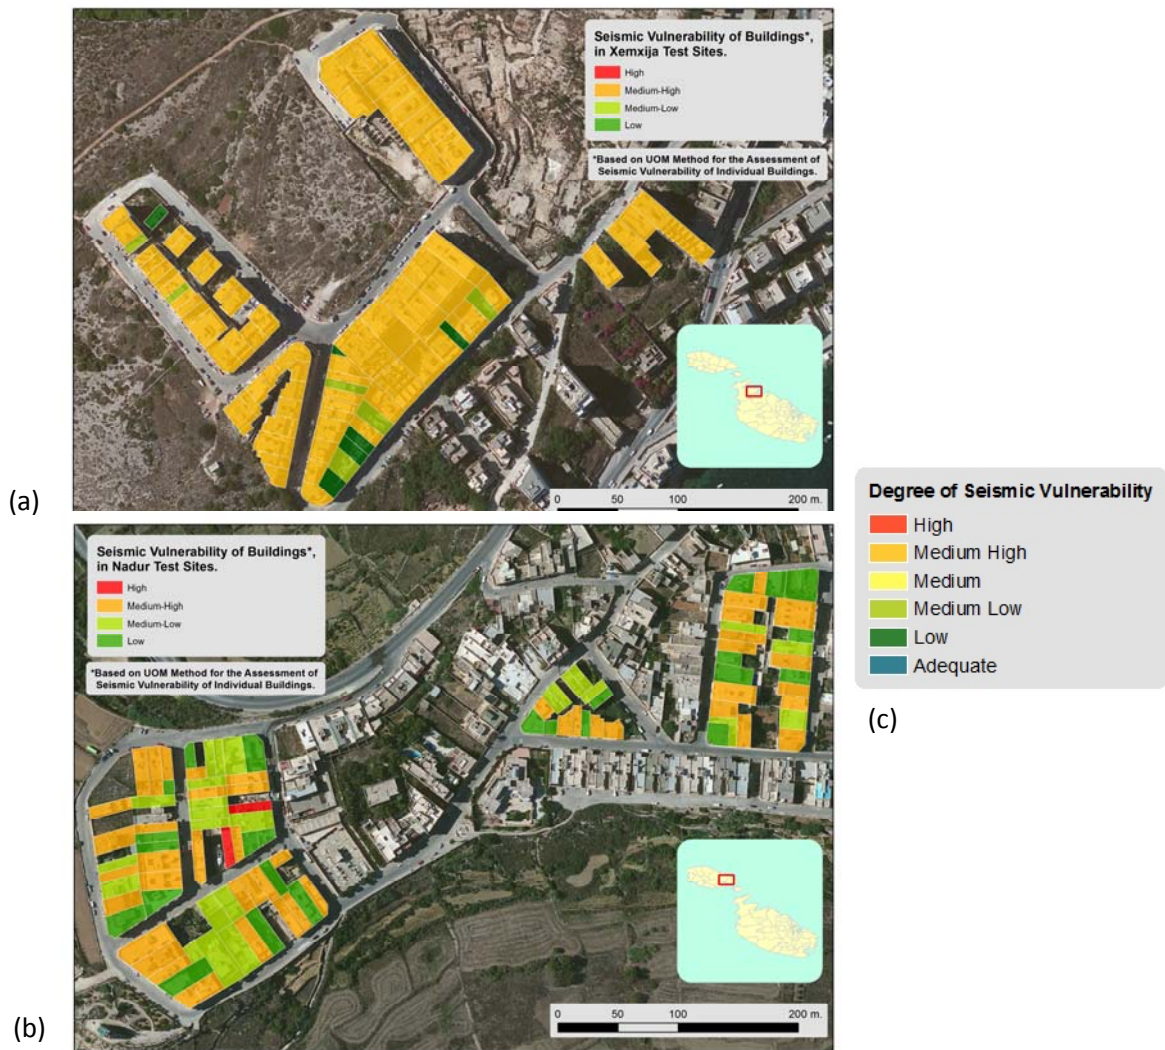 Seismic Vulnerability of Buildings*,
in Xemxija Test Sites.
High
Medium-High
Medium-Low
Low
*Based on UOM Method for the Assessment of
Seismic Vulnerability of Individual Buildings.
0 50 100 200 m.
(a)
Seismic Vulnerability of Buildings*,
in Nadur Test Sites.
High
Medium-High
Medium-Low
Low
*Based on UOM Method for the Assessment of
Seismic Vulnerability of Individual Buildings.
0 50 100 200 m.
(b)
Degree of Seismic Vulnerability
High
Medium High
Medium
Medium Low
Low
Adequate
(c)